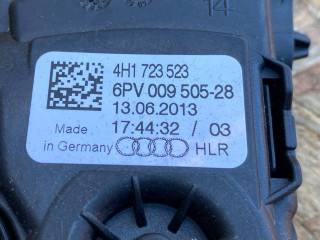 14
4H1 723 523
6PV 009 505-28
13.06.2013
Made 17:44:32 / 03
in Germany HLR